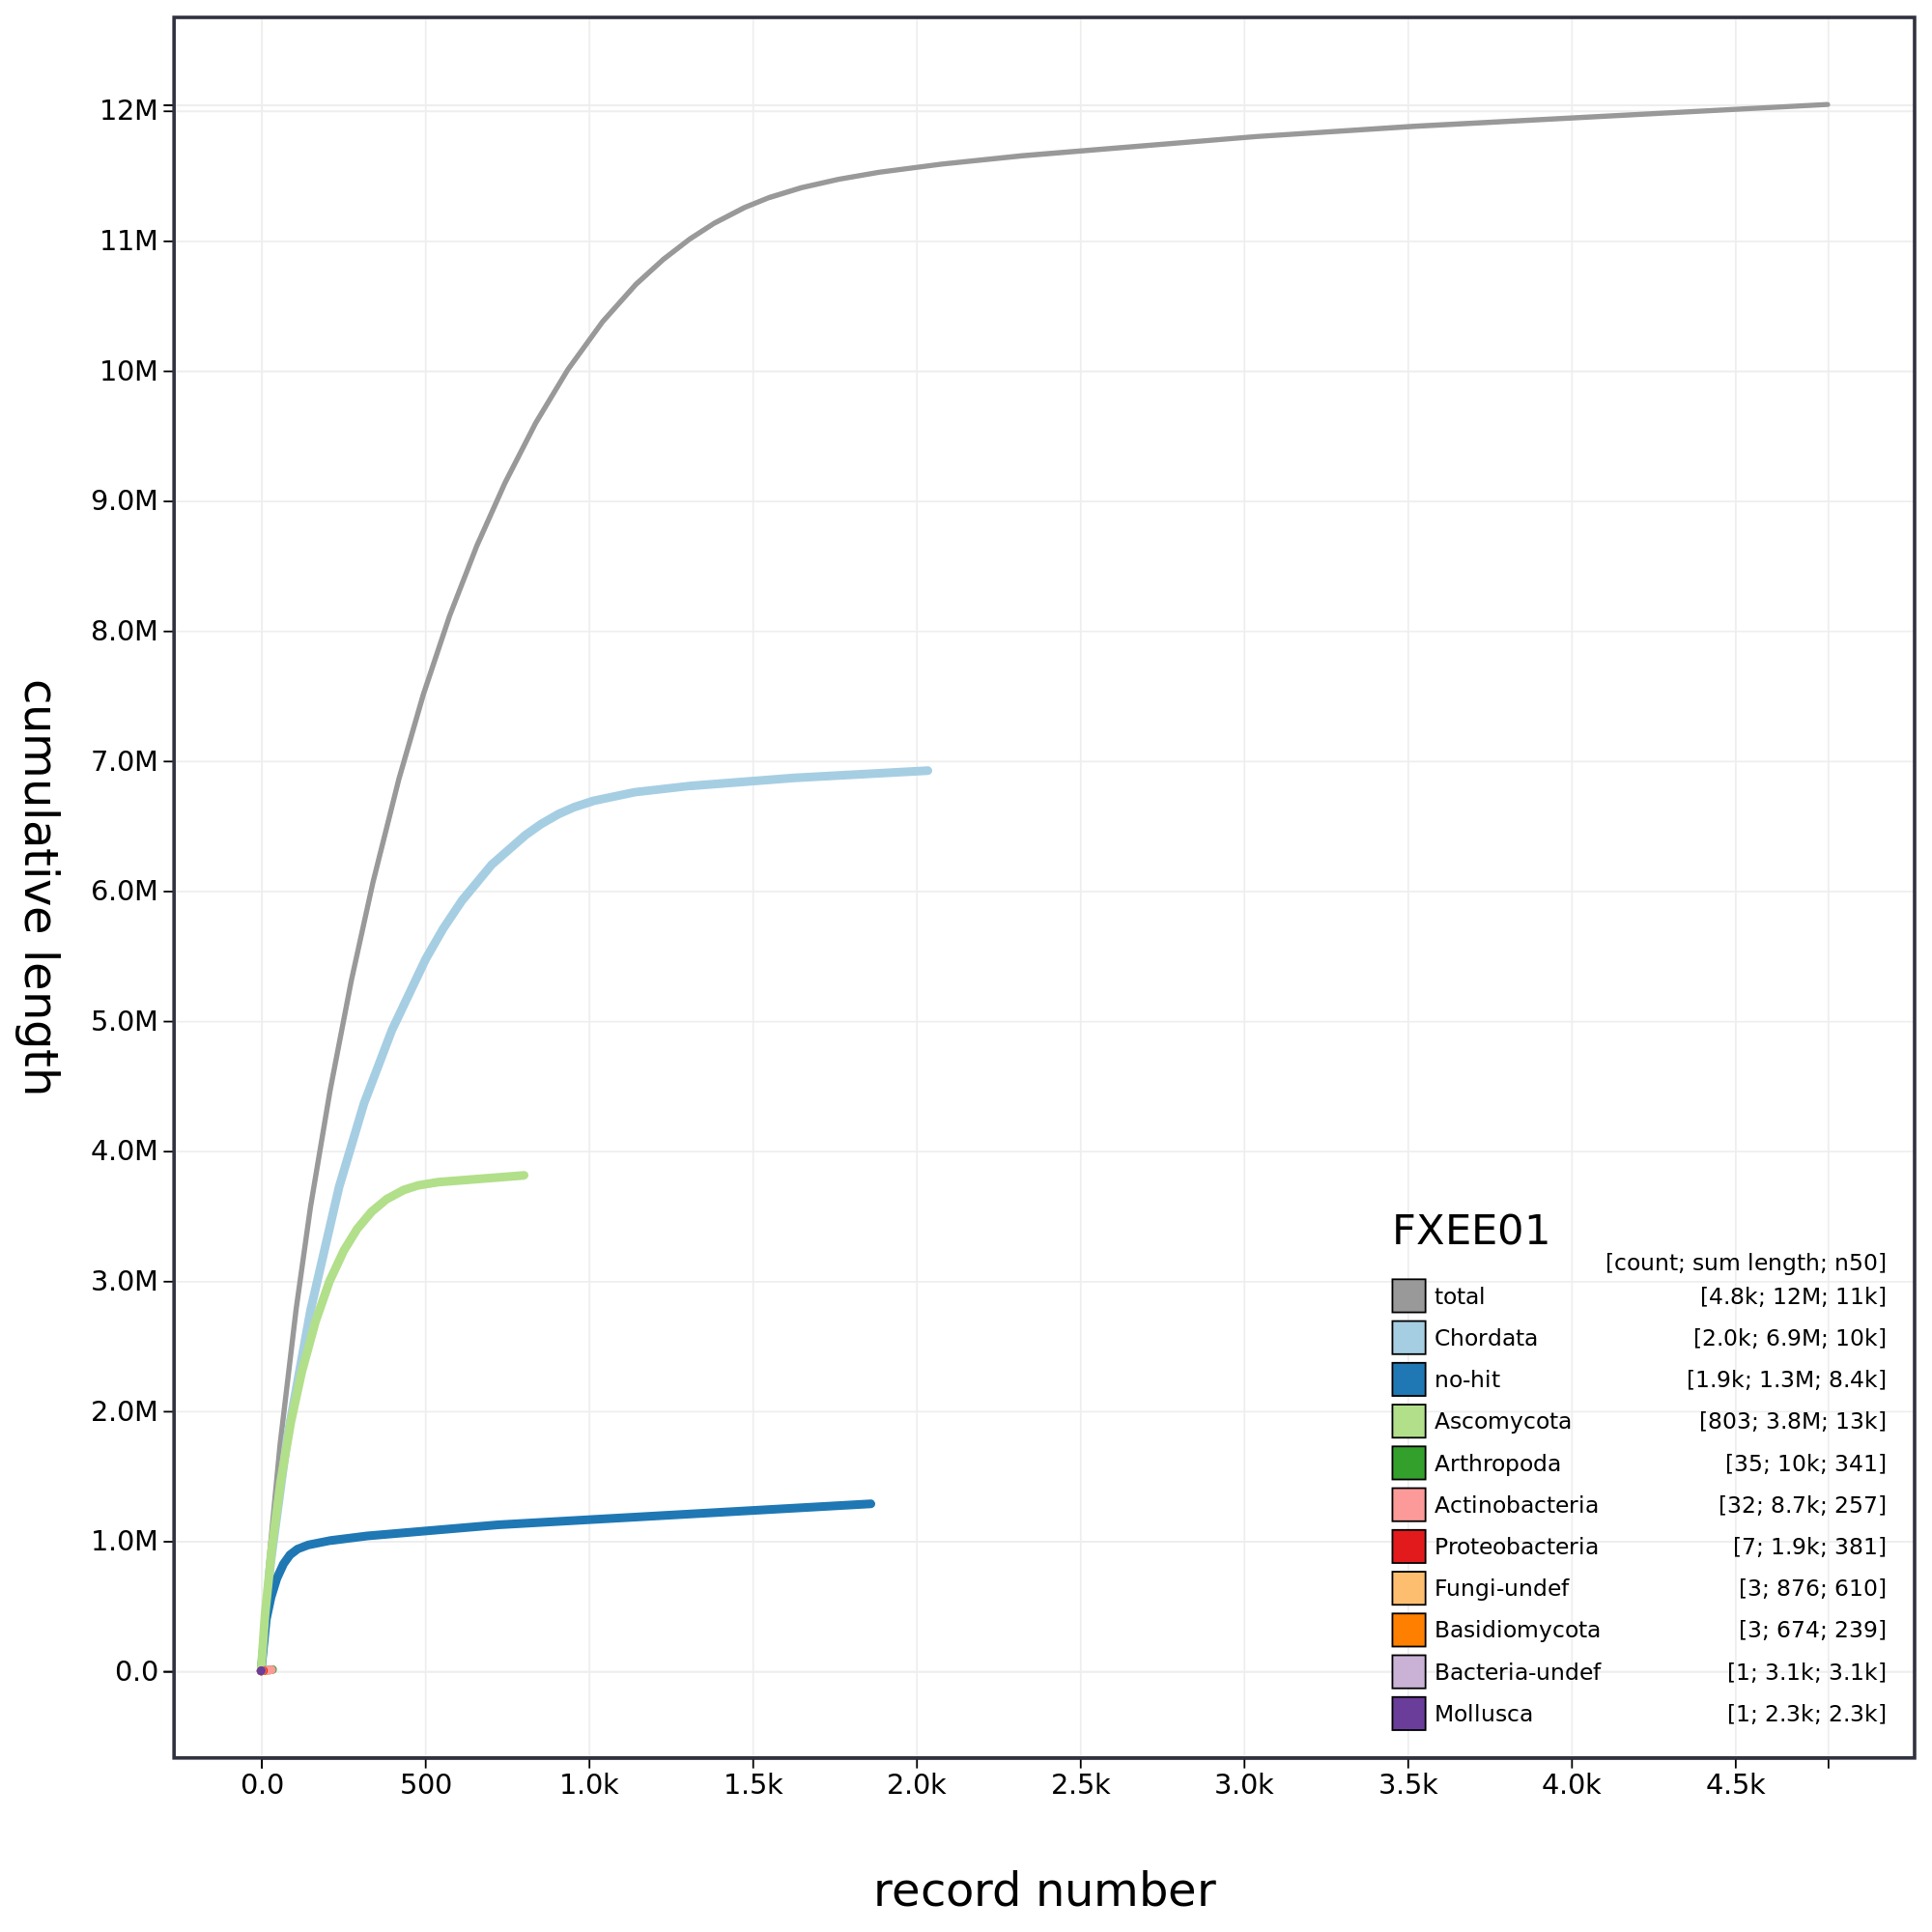 12M
11M
10M
9.0M
8.0M
7.0M
6.0M
5.0M
4.0M
3.0M
2.0M
1.0M
0.0
cumulative length
FXEE01
[count; sum length; n50]
total [4.8k; 12M; 11k]
Chordata [2.0k; 6.9M; 10k]
no-hit [1.9k; 1.3M; 8.4k]
Ascomycota [803; 3.8M; 13k]
Arthropoda [35; 10k; 341]
Actinobacteria [32; 8.7k; 257]
Proteobacteria [7; 1.9k; 381]
Fungi-undef [3; 876; 610]
Basidiomycota [3; 674; 239]
Bacteria-undef [1; 3.1k; 3.1k]
Mollusca [1; 2.3k; 2.3k]
0.0 500 1.0k 1.5k 2.0k 2.5k 3.0k 3.5k 4.0k 4.5k
record number